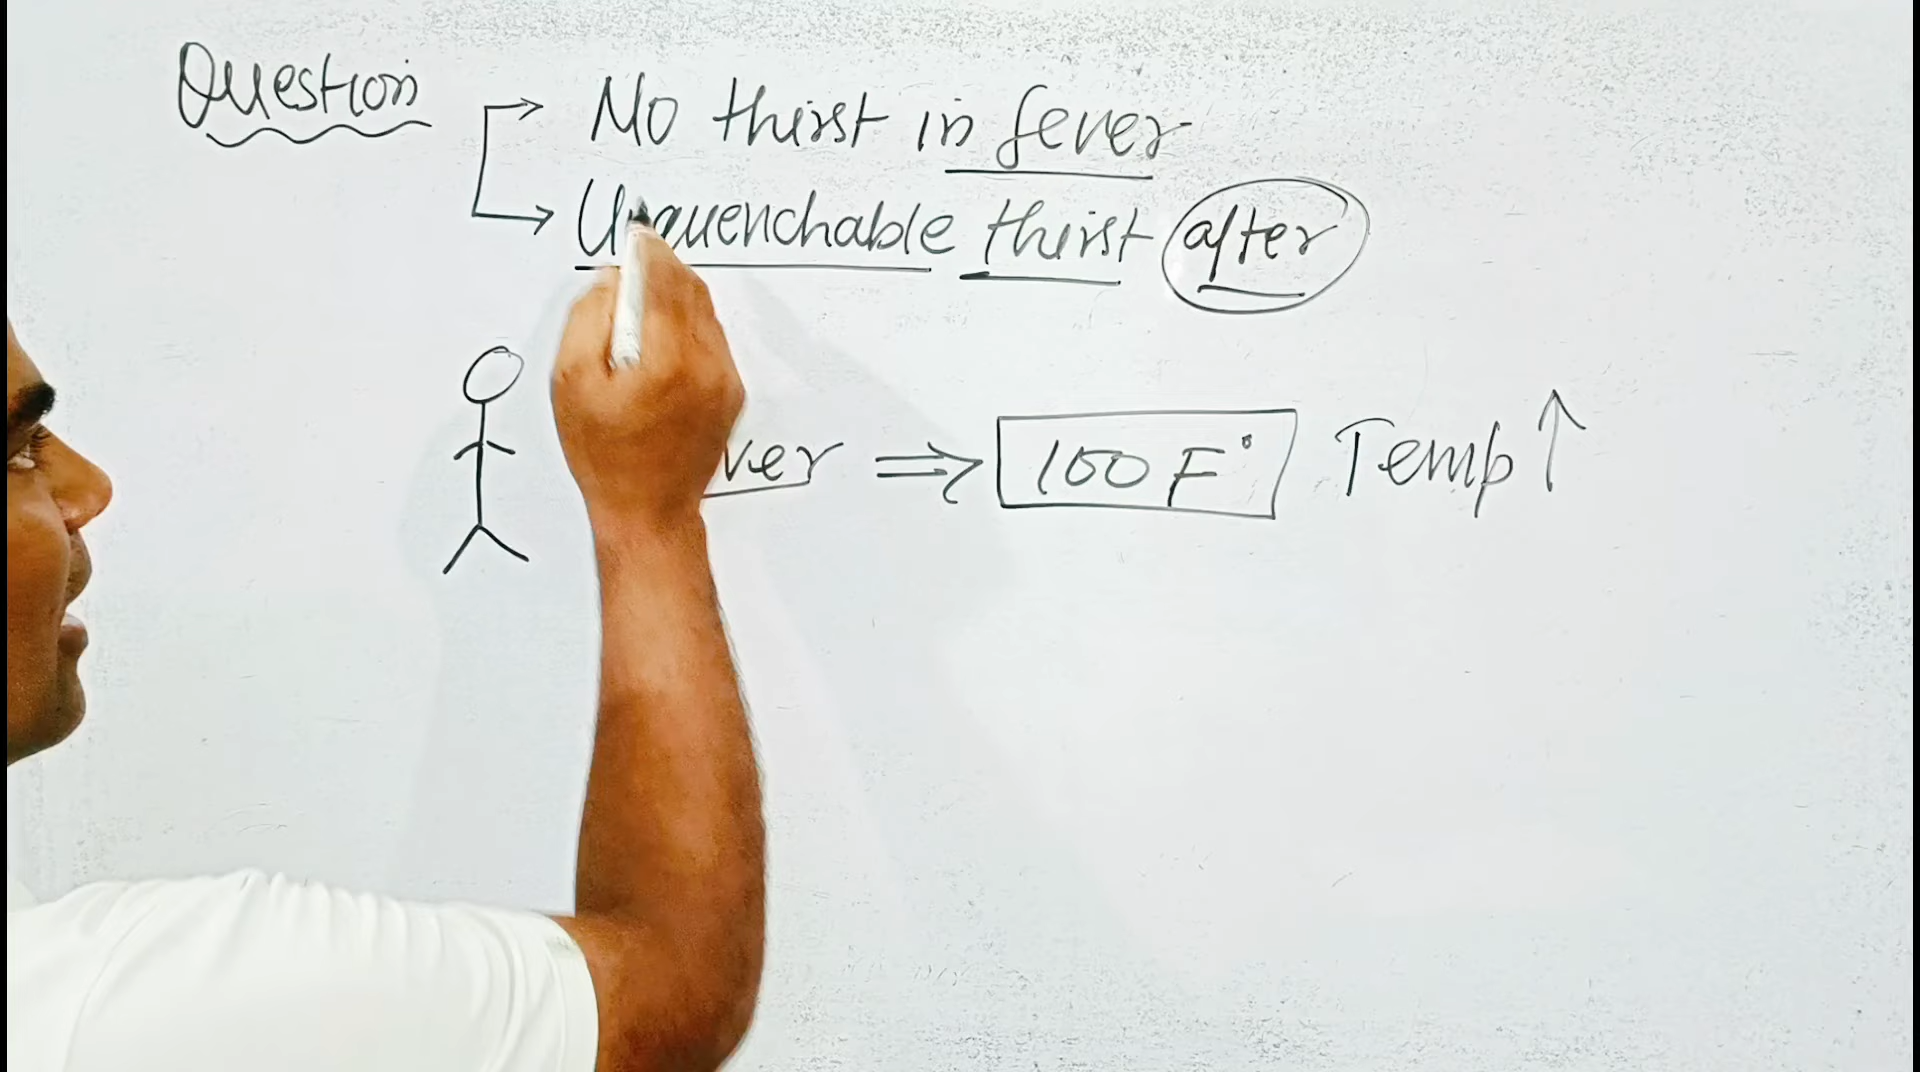 Question
No thirst in fever
Unquenchable thirst after
ver ⇒ 100 F° Temp ↑